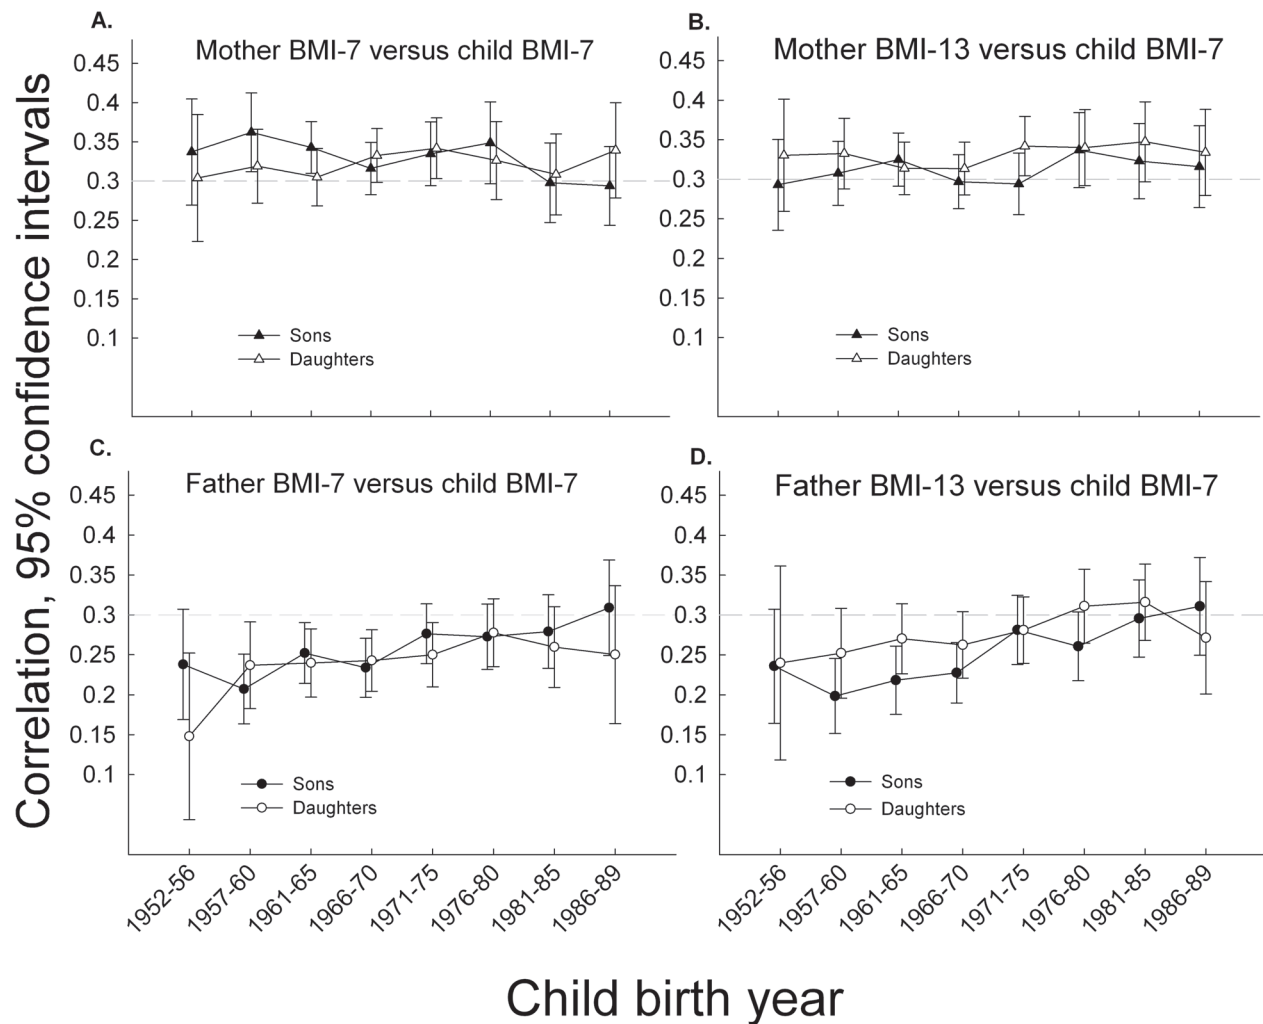 Correlation, 95% confidence intervals
A.
Mother BMI-7 versus child BMI-7
0.45
0.4
0.35
0.3
0.25
0.2
0.15
0.1
Sons
Daughters
B.
Mother BMI-13 versus child BMI-7
0.45
0.4
0.35
0.3
0.25
0.2
0.15
0.1
Sons
Daughters
C.
Father BMI-7 versus child BMI-7
0.45
0.4
0.35
0.3
0.25
0.2
0.15
0.1
Sons
Daughters
1952-56
1957-60
1961-65
1966-70
1971-75
1976-80
1981-85
1986-89
D.
Father BMI-13 versus child BMI-7
0.45
0.4
0.35
0.3
0.25
0.2
0.15
0.1
Sons
Daughters
1952-56
1957-60
1961-65
1966-70
1971-75
1976-80
1981-85
1986-89
Child birth year